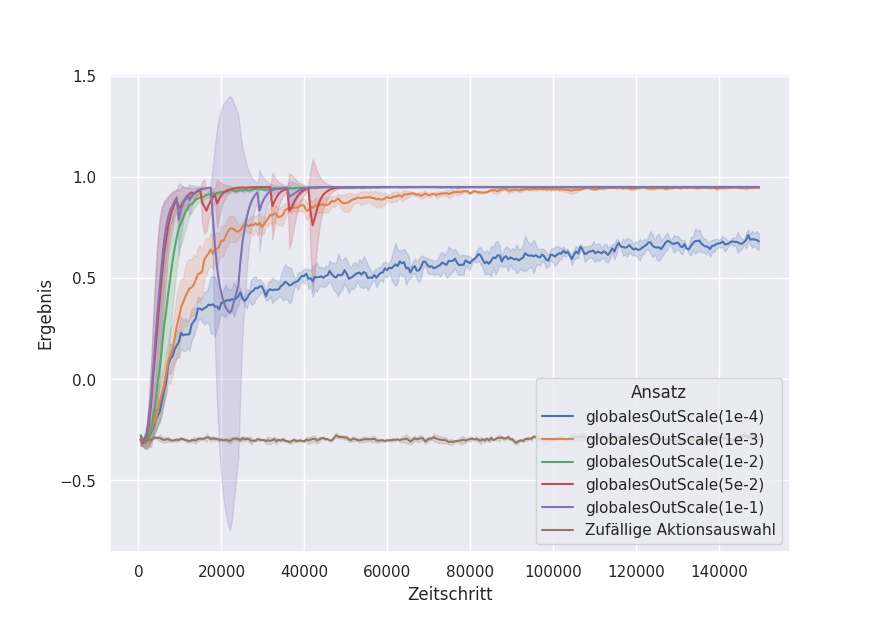 1.5
1.0
0.5
0.0
−0.5
Ergebnis
Ansatz
globalesOutScale(1e-4)
globalesOutScale(1e-3)
globalesOutScale(1e-2)
globalesOutScale(5e-2)
globalesOutScale(1e-1)
Zufällige Aktionsauswahl
0 20000 40000 60000 80000 100000 120000 140000
Zeitschritt